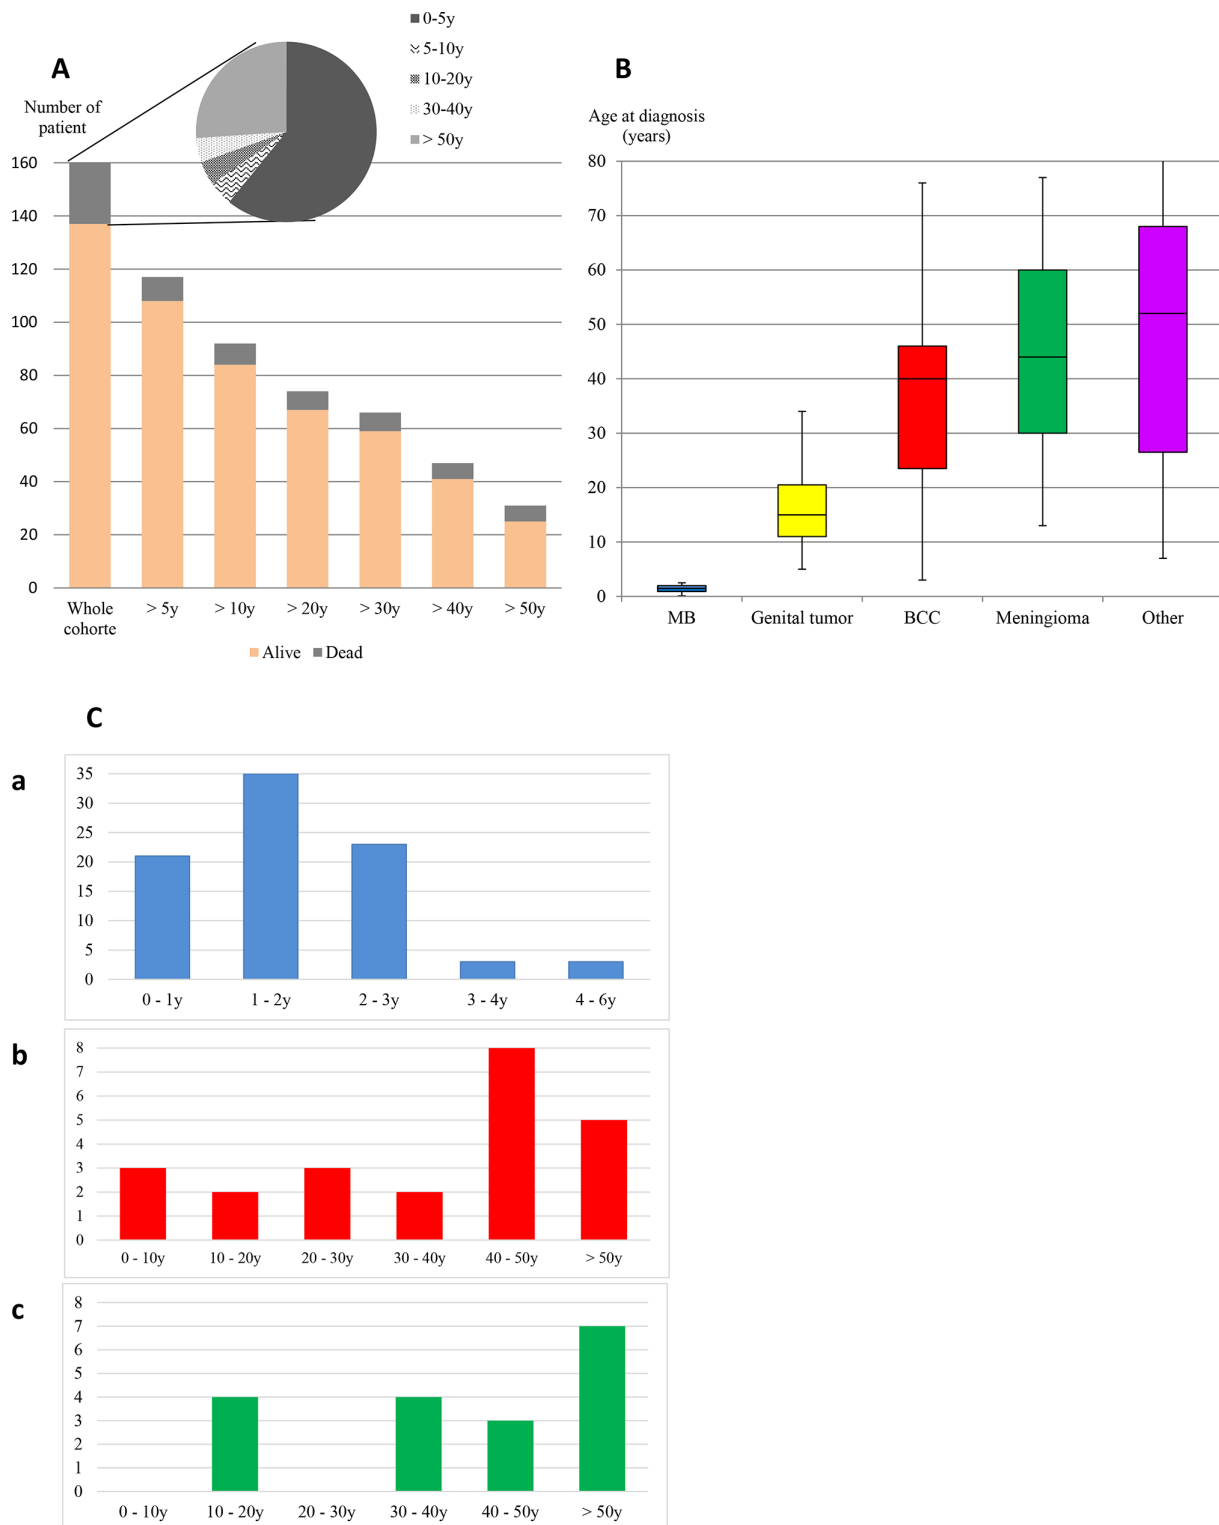 A
Number of
patient
0-5y
5-10y
10-20y
30-40y
> 50y
160
140
120
100
80
60
40
20
0
Whole
cohorte
> 5y
> 10y
> 20y
> 30y
> 40y
> 50y
Alive
Dead
B
Age at diagnosis
(years)
80
70
60
50
40
30
20
10
0
MB
Genital tumor
BCC
Meningioma
Other
C
a
35
30
25
20
15
10
5
0
0 - 1y
1 - 2y
2 - 3y
3 - 4y
4 - 6y
b
8
7
6
5
4
3
2
1
0
0 - 10y
10 - 20y
20 - 30y
30 - 40y
40 - 50y
> 50y
c
8
7
6
5
4
3
2
1
0
0 - 10y
10 - 20y
20 - 30y
30 - 40y
40 - 50y
> 50y